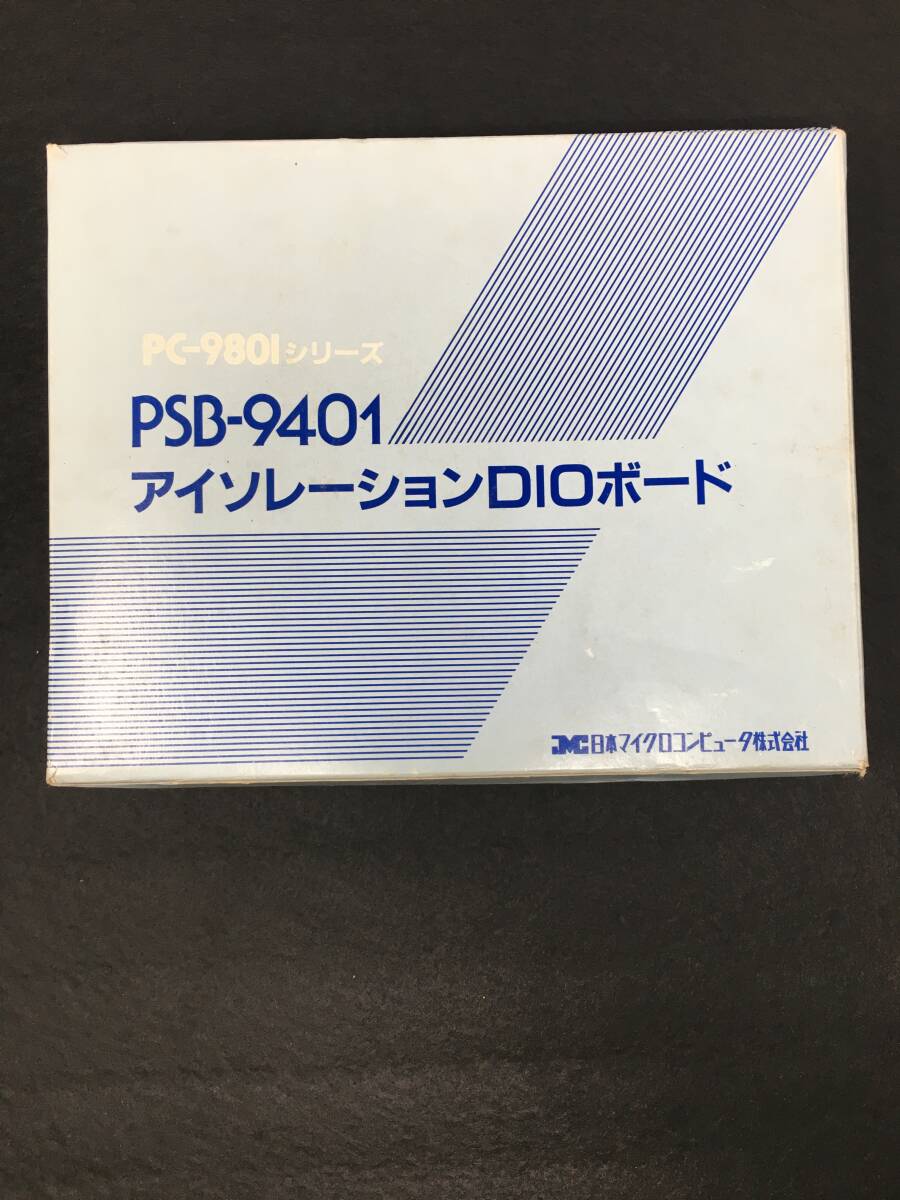 PC-9801シリーズ
PSB-9401
アイソレーションDIOボード
JMC日本マイクロコンピュータ株式会社